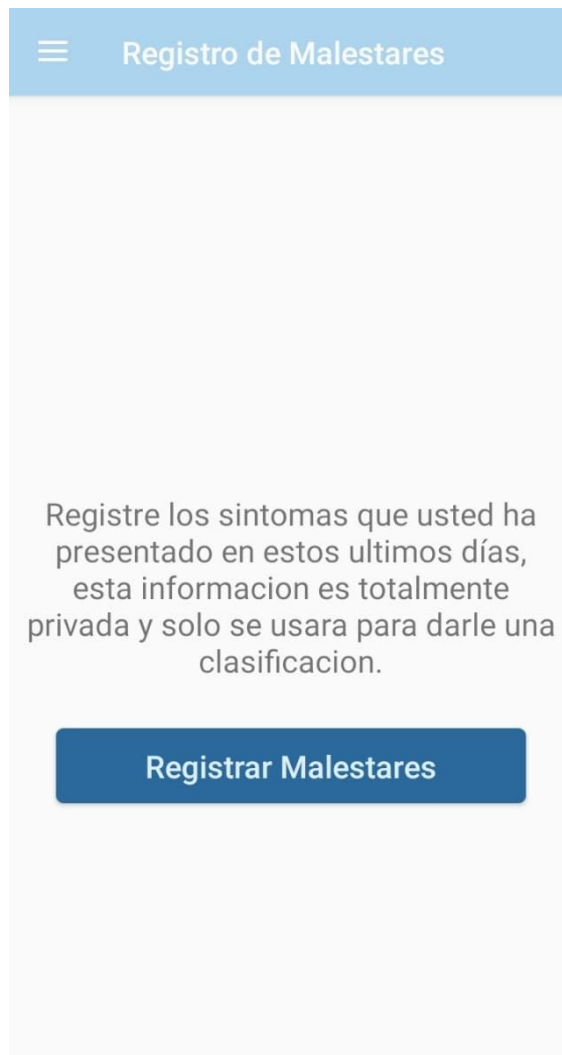 Registro de Malestares
Registre los sintomas que usted ha
presentado en estos ultimos días,
esta informacion es totalmente
privada y solo se usara para darle una
clasificacion.
Registrar Malestares